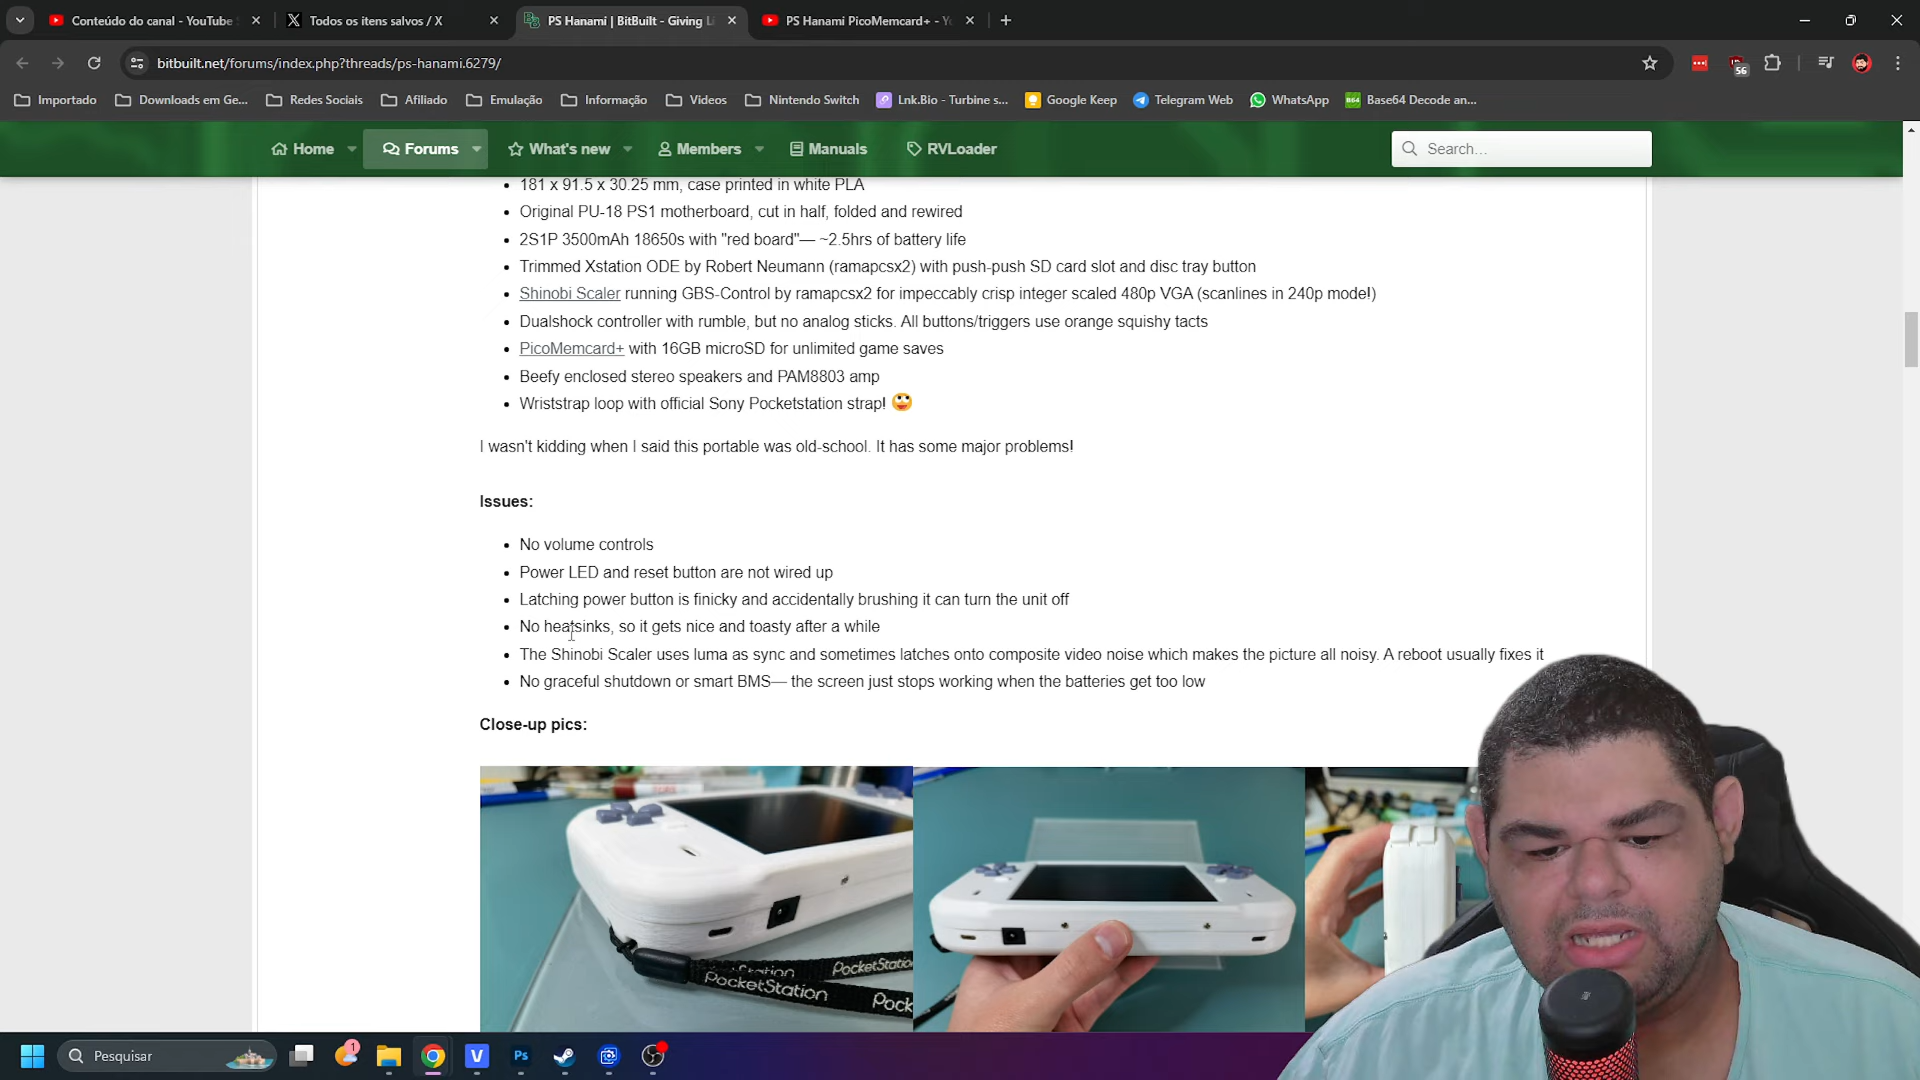 Conteúdo do canal - YouTube S
Todos os itens salvos / X
PS Hanami | BitBuilt - Giving Li
PS Hanami PicoMemcard+ - Yo
bitbuilt.net/forums/index.php?threads/ps-hanami.6279/
56
Importado
Downloads em Ge...
Redes Sociais
Afiliado
Emulação
Informação
Videos
Nintendo Switch
Lnk.Bio - Turbine s...
Google Keep
Telegram Web
WhatsApp
Base64 Decode an...
Home
Forums
What's new
Members
Manuals
RVLoader
Search...
181 x 91.5 x 30.25 mm, case printed in white PLA
Original PU-18 PS1 motherboard, cut in half, folded and rewired
2S1P 3500mAh 18650s with "red board"— ~2.5hrs of battery life
Trimmed Xstation ODE by Robert Neumann (ramapcsx2) with push-push SD card slot and disc tray button
Shinobi Scaler running GBS-Control by ramapcsx2 for impeccably crisp integer scaled 480p VGA (scanlines in 240p mode!)
Dualshock controller with rumble, but no analog sticks. All buttons/triggers use orange squishy tacts
PicoMemcard+ with 16GB microSD for unlimited game saves
Beefy enclosed stereo speakers and PAM8803 amp
Wriststrap loop with official Sony Pocketstation strap!
I wasn't kidding when I said this portable was old-school. It has some major problems!
Issues:
No volume controls
Power LED and reset button are not wired up
Latching power button is finicky and accidentally brushing it can turn the unit off
No heatsinks, so it gets nice and toasty after a while
The Shinobi Scaler uses luma as sync and sometimes latches onto composite video noise which makes the picture all noisy. A reboot usually fixes it
No graceful shutdown or smart BMS— the screen just stops working when the batteries get too low
Close-up pics:
PocketStation
PocketStation
PocketStation
Pock
Pesquisar
1
V
Ps